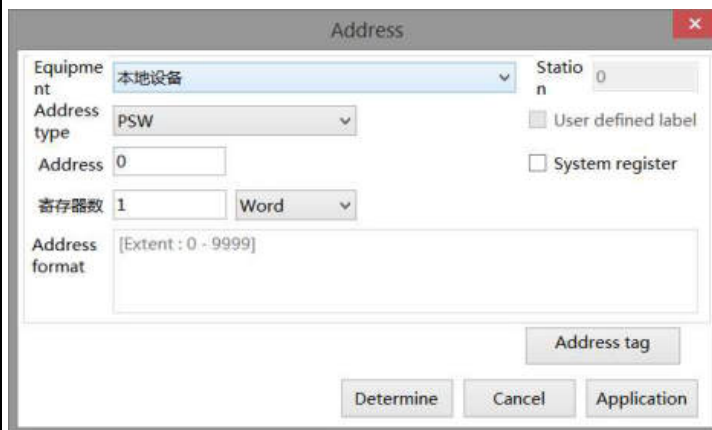 Address
Equipme
nt
本地设备
Statio
n
0
Address
type
PSW
User defined label
Address
0
System register
寄存器数
1
Word
Address
format
[Extent : 0 - 9999]
Address tag
Determine
Cancel
Application